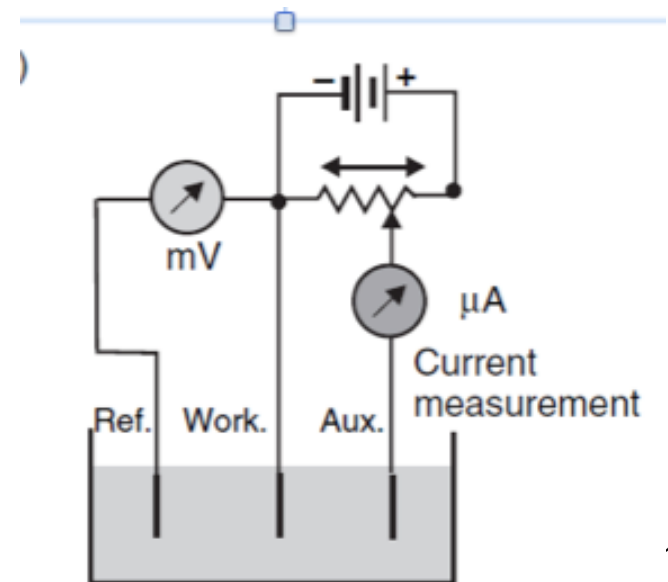 )
− +
mV
µA
Current
measurement
Ref. Work. Aux.